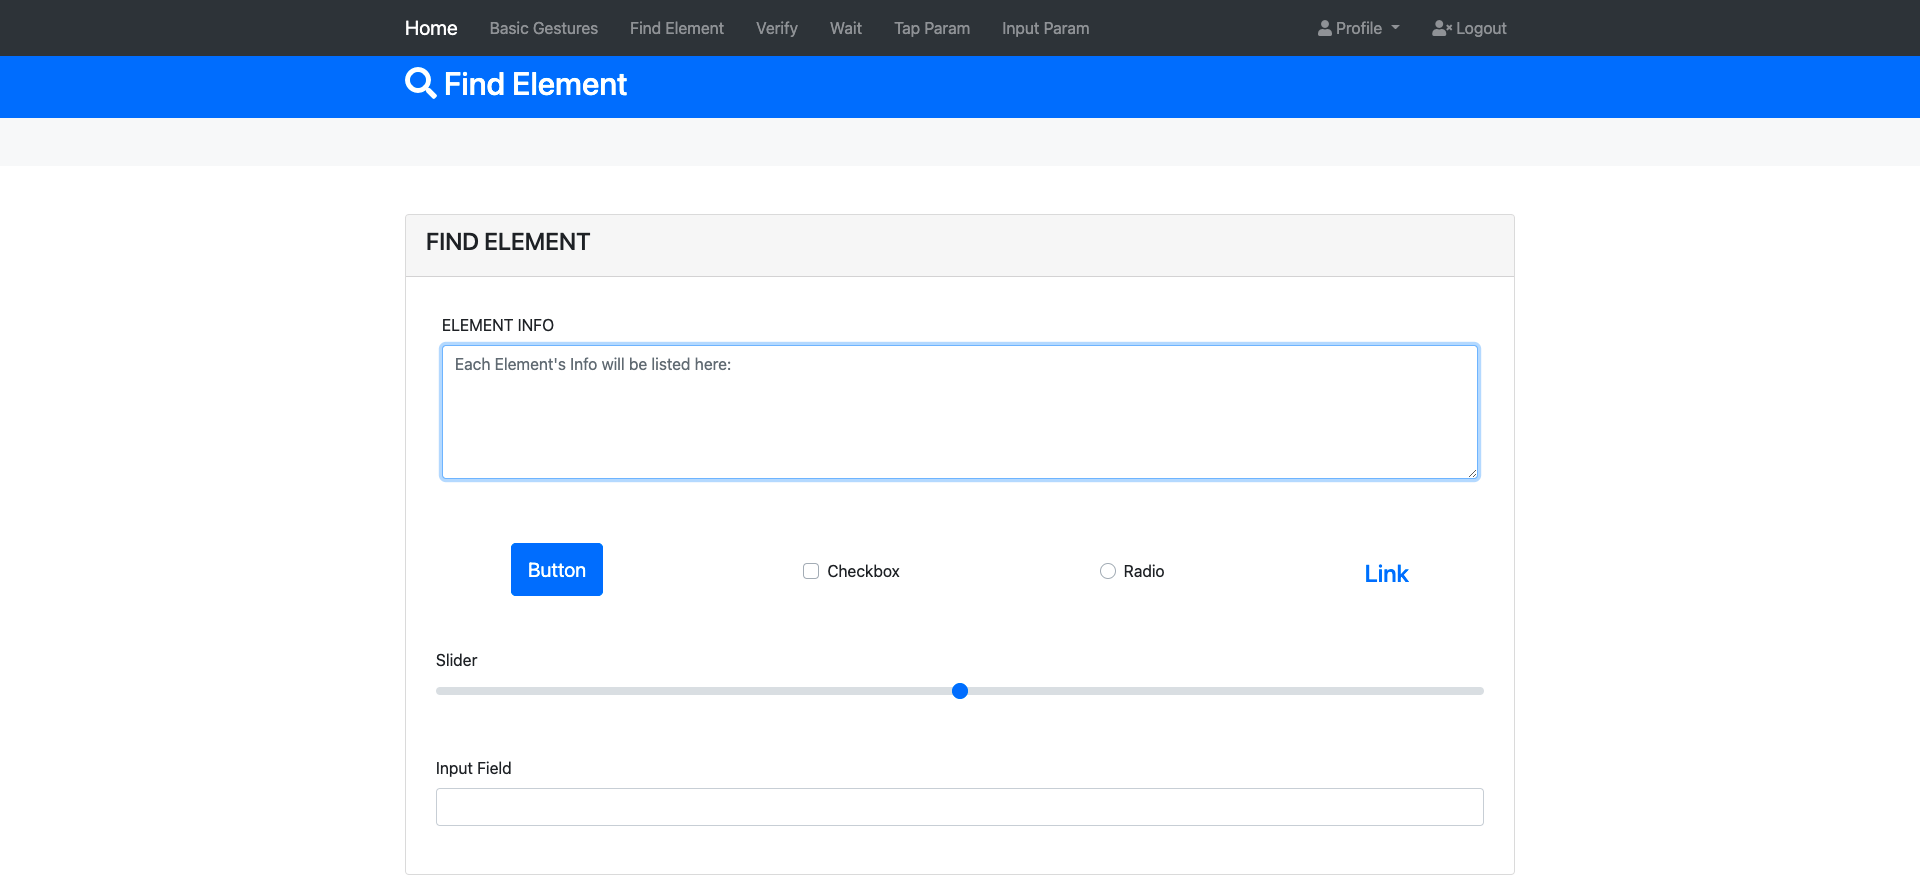 Home Basic Gestures Find Element Verify Wait Tap Param Input Param Profile Logout
Find Element
FIND ELEMENT
ELEMENT INFO
Each Element's Info will be listed here:
Button Checkbox Radio Link
Slider
Input Field